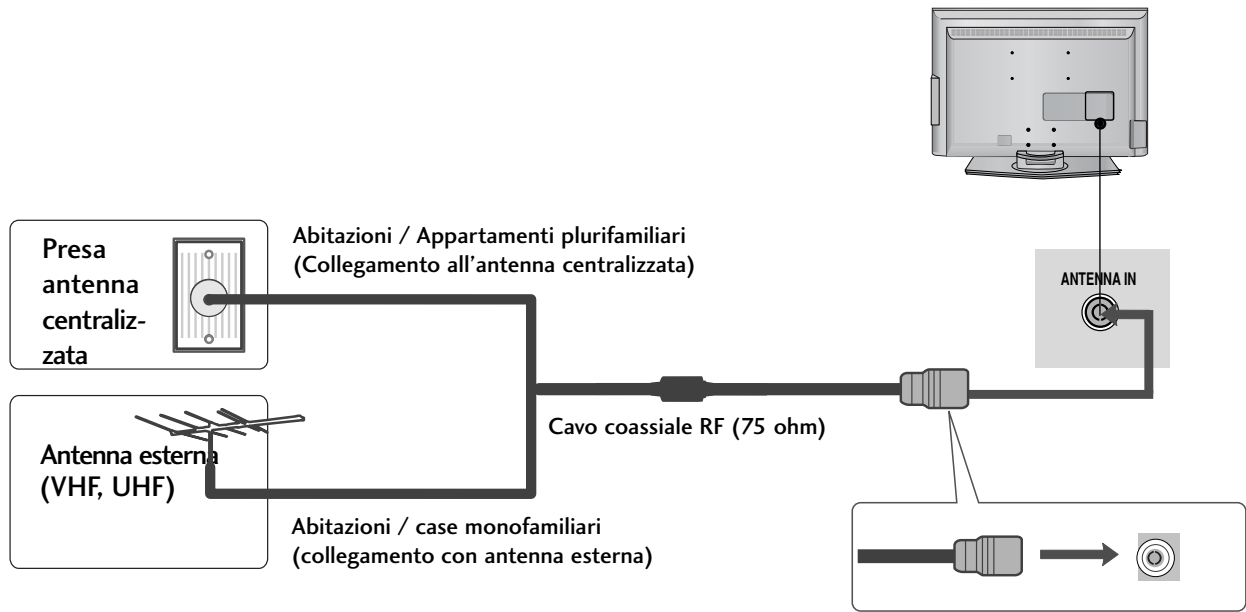 Presa
antenna
centraliz-
zata
Abitazioni / Appartamenti plurifamiliari
(Collegamento all'antenna centralizzata)
ANTENNA IN
Cavo coassiale RF (75 ohm)
Antenna esterna
(VHF, UHF)
Abitazioni / case monofamiliari
(collegamento con antenna esterna)